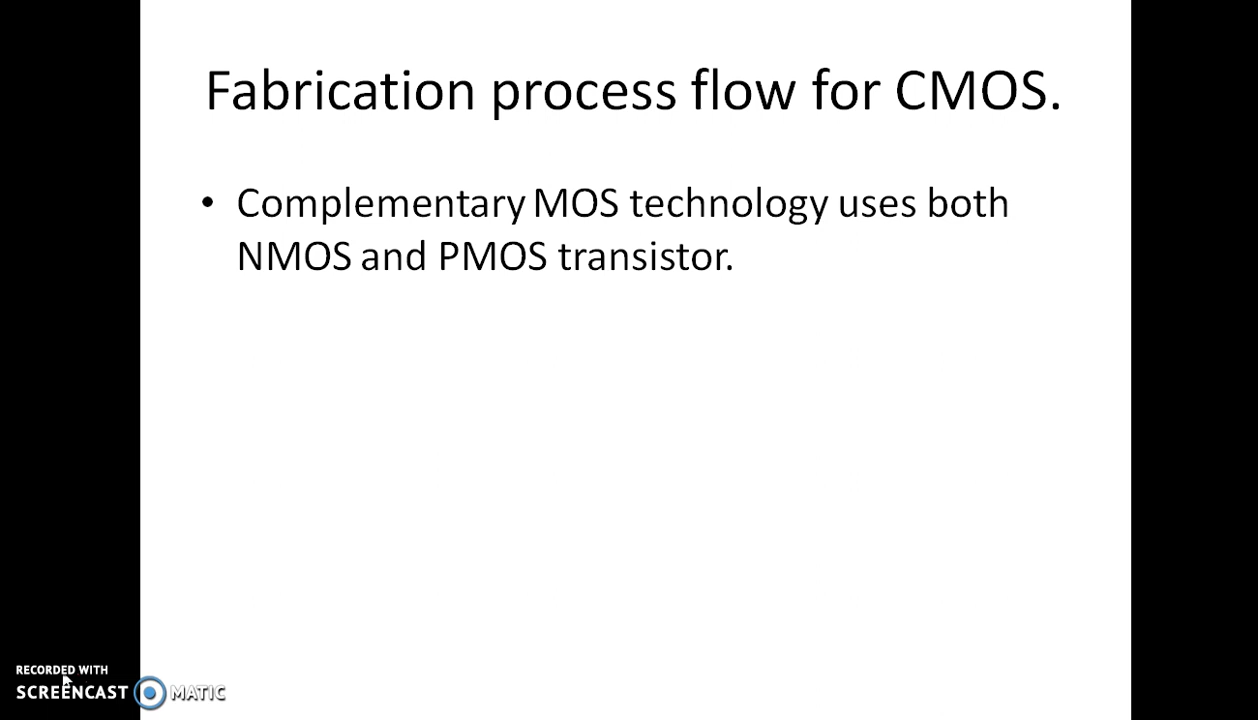 Fabrication process flow for CMOS.
• Complementary MOS technology uses both
NMOS and PMOS transistor.
RECORDED WITH
SCREENCAST MATIC